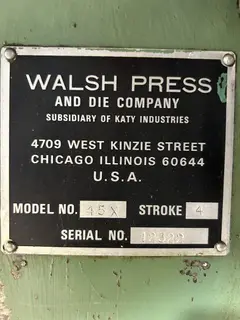 WALSH PRESS
AND DIE COMPANY
SUBSIDIARY OF KATY INDUSTRIES
4709 WEST KINZIE STREET
CHICAGO ILLINOIS 60644
U.S.A.
MODEL NO. 45X STROKE 4
SERIAL NO.